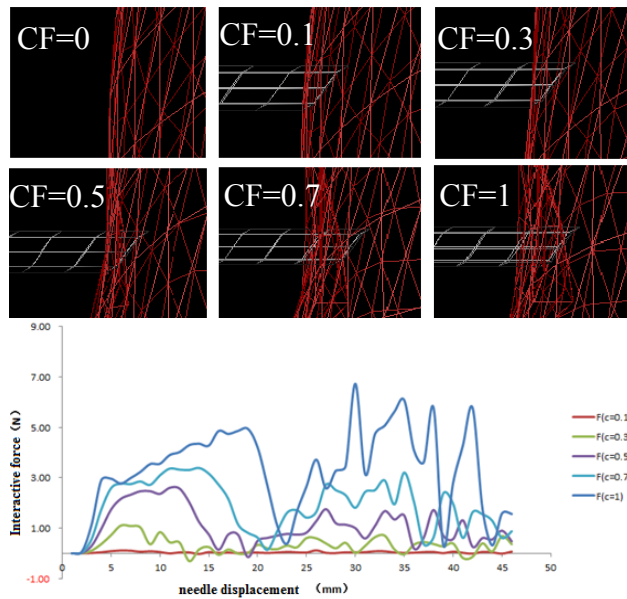 CF=0
CF=0.1
CF=0.3
CF=0.5
CF=0.7
CF=1
9.00
7.00
5.00
3.00
1.00
-1.00
Interactive force (N)
0
5
10
15
20
25
30
35
40
45
50
needle displacement (mm)
F(c=0.1
F(c=0.3
F(c=0.5
F(c=0.7
F(c=1)